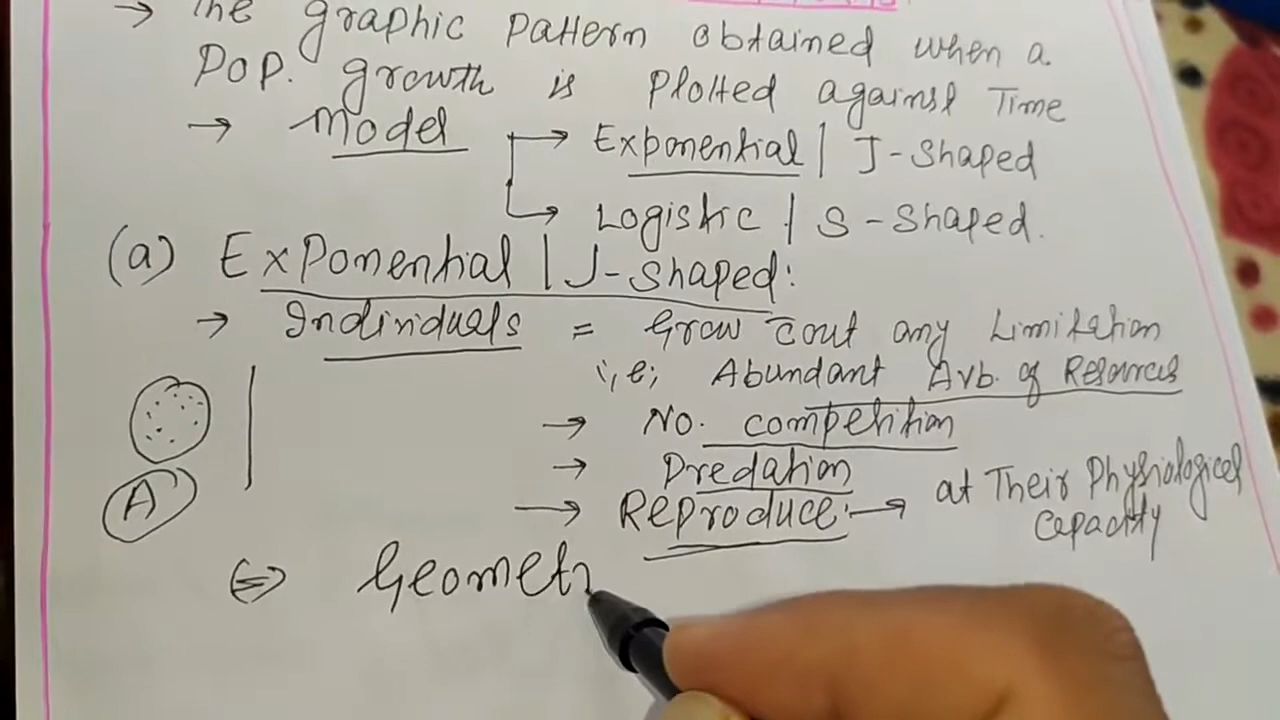 → The graphic pattern obtained when a
Pop. growth is plotted against Time
→ Model → Exponential | J-shaped
→ Logistic | S-shaped.
(a) Exponential | J-shaped:
→ Individuals = Grow c̄out any Limitation
i,e; Abundant Avb. of Resources
→ No. competition
→ Predation
→ Reproduce. → at Their Physiological
capacity
A
⇒ Geometr